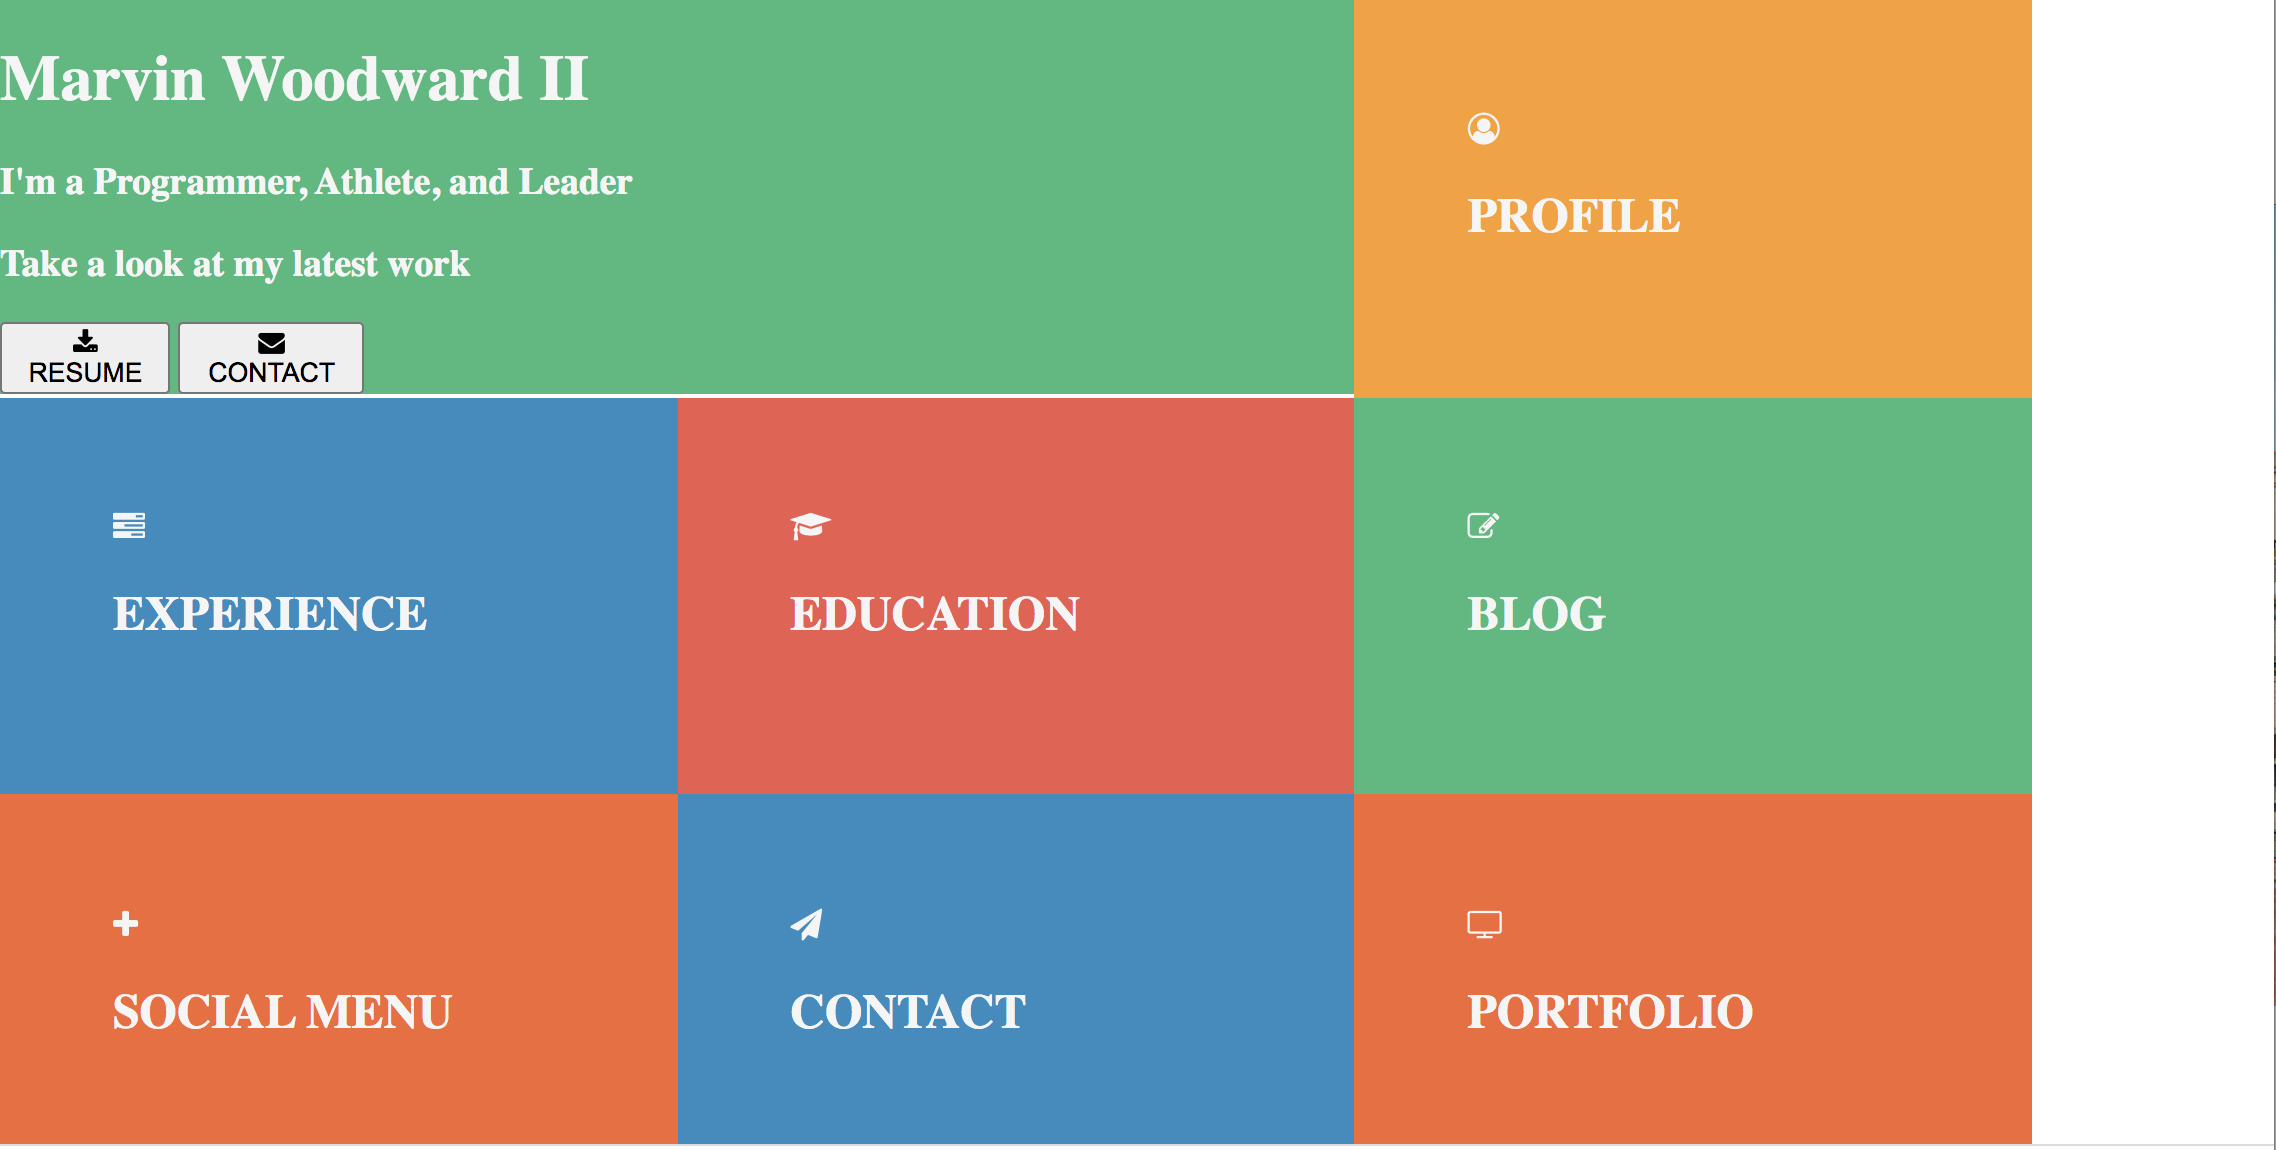 Marvin Woodward II
I'm a Programmer, Athlete, and Leader
Take a look at my latest work
RESUME
CONTACT
PROFILE
EXPERIENCE
EDUCATION
BLOG
SOCIAL MENU
CONTACT
PORTFOLIO